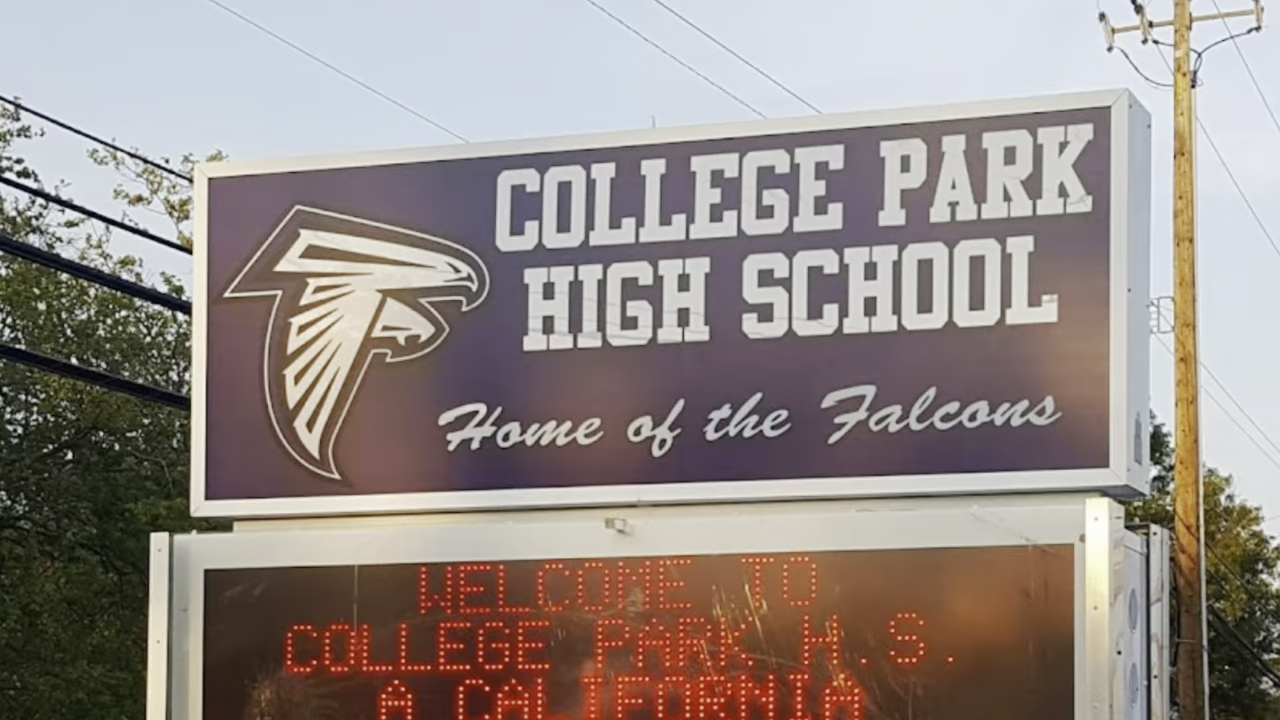 COLLEGE PARK
HIGH SCHOOL
Home of the Falcons
WELCOME TO
COLLEGE PARK H.S.
A CALIFORNIA